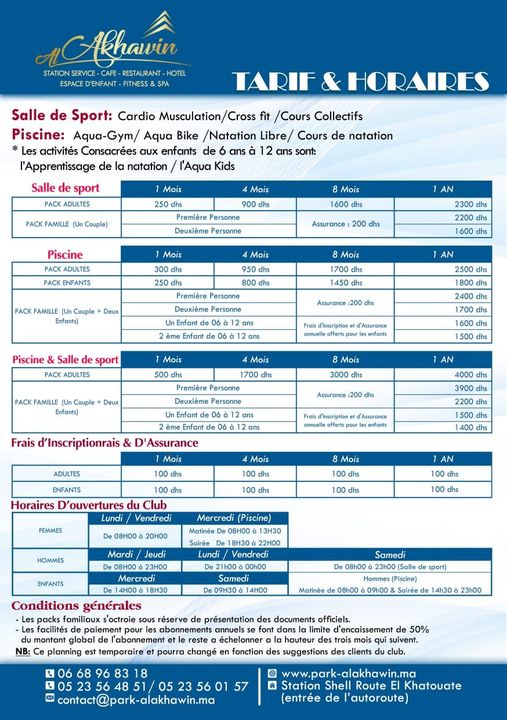 Al Akhawin
STATION SERVICE - CAFE - RESTAURANT - HOTEL
ESPACE D'ENFANT - FITNESS & SPA
TARIF & HORAIRES
Salle de Sport: Cardio Musculation/Cross fit /Cours Collectifs
Piscine: Aqua-Gym/ Aqua Bike /Natation Libre/ Cours de natation
* Les activités Consacrées aux enfants de 6 ans à 12 ans sont:
l'Apprentissage de la natation / l'Aqua Kids
Salle de sport 1 Mois 4 Mois 8 Mois 1 AN
PACK ADULTES 250 dhs 900 dhs 1600 dhs 2300 dhs
PACK FAMILLE (Un Couple) Première Personne Assurance : 200 dhs 2200 dhs
Deuxième Personne 1600 dhs
Piscine 1 Mois 4 Mois 8 Mois 1 AN
PACK ADULTES 300 dhs 950 dhs 1700 dhs 2500 dhs
PACK ENFANTS 250 dhs 800 dhs 1450 dhs 1800 dhs
PACK FAMILLE (Un Couple + Deux Enfants) Première Personne Assurance :200 dhs 2400 dhs
Deuxième Personne 1700 dhs
Un Enfant de 06 à 12 ans Frais d'Inscription et d'Assurance annuelle offerts pour les enfants 1600 dhs
2 ème Enfant de 06 à 12 ans 1500 dhs
Piscine & Salle de sport 1 Mois 4 Mois 8 Mois 1 AN
PACK ADULTES 500 dhs 1700 dhs 3000 dhs 4000 dhs
PACK FAMILLE (Un Couple + Deux Enfants) Première Personne Assurance :200 dhs 3900 dhs
Deuxième Personne 2200 dhs
Un Enfant de 06 à 12 ans Frais d'Inscription et d'Assurance annuelle offerts pour les enfants 1500 dhs
2 ème Enfant de 06 à 12 ans 1400 dhs
Frais d'Inscriptionrais & D'Assurance
1 Mois 4 Mois 8 Mois 1 AN
ADULTES 100 dhs 100 dhs 100 dhs 100 dhs
ENFANTS 100 dhs 100 dhs 100 dhs 100 dhs
Horaires D'ouvertures du Club
FEMMES Lundi / Vendredi Mercredi (Piscine)
De 08H00 à 20H00 Matinée De 08H00 à 13H30
Soirée De 18H30 à 22H00
HOMMES Mardi / Jeudi Lundi / Vendredi Samedi
De 08H00 à 23H00 De 21h00 à 00h00 De 08h00 à 23h00 (Salle de sport)
ENFANTS Mercredi Samedi Hommes (Piscine)
De 14H00 à 18H30 De 09H30 à 14H00 Matinée de 08h00 à 09h00 & Soirée de 14h30 à 23h00
Conditions générales
- Les packs familiaux s'actroie sous réserve de présentation des documents officiels.
- Les facilités de paiement pour les abonnements annuels se font dans la limite d'encaissement de 50%
du montant global de l'abonnement et le reste a échelonner a la hauteur des trois mois qui suivent.
NB: Ce planning est temporaire et pourra changé en fonction des suggestions des clients du club.
06 68 96 83 18
05 23 56 48 51/ 05 23 56 01 57
contact@park-alakhawin.ma
www.park-alakhawin.ma
Station Shell Route El Khatouate
(entrée de l'autoroute)